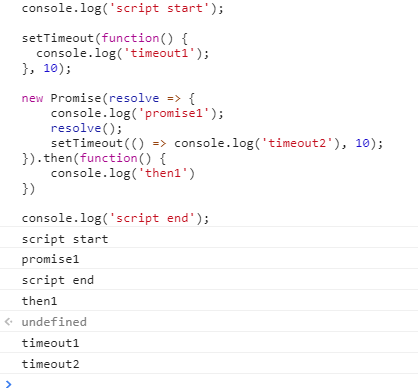 console.log('script start');
setTimeout(function() {
  console.log('timeout1');
}, 10);
new Promise(resolve => {
    console.log('promise1');
    resolve();
    setTimeout(() => console.log('timeout2'), 10);
}).then(function() {
    console.log('then1')
})
console.log('script end');
script start
promise1
script end
then1
undefined
timeout1
timeout2